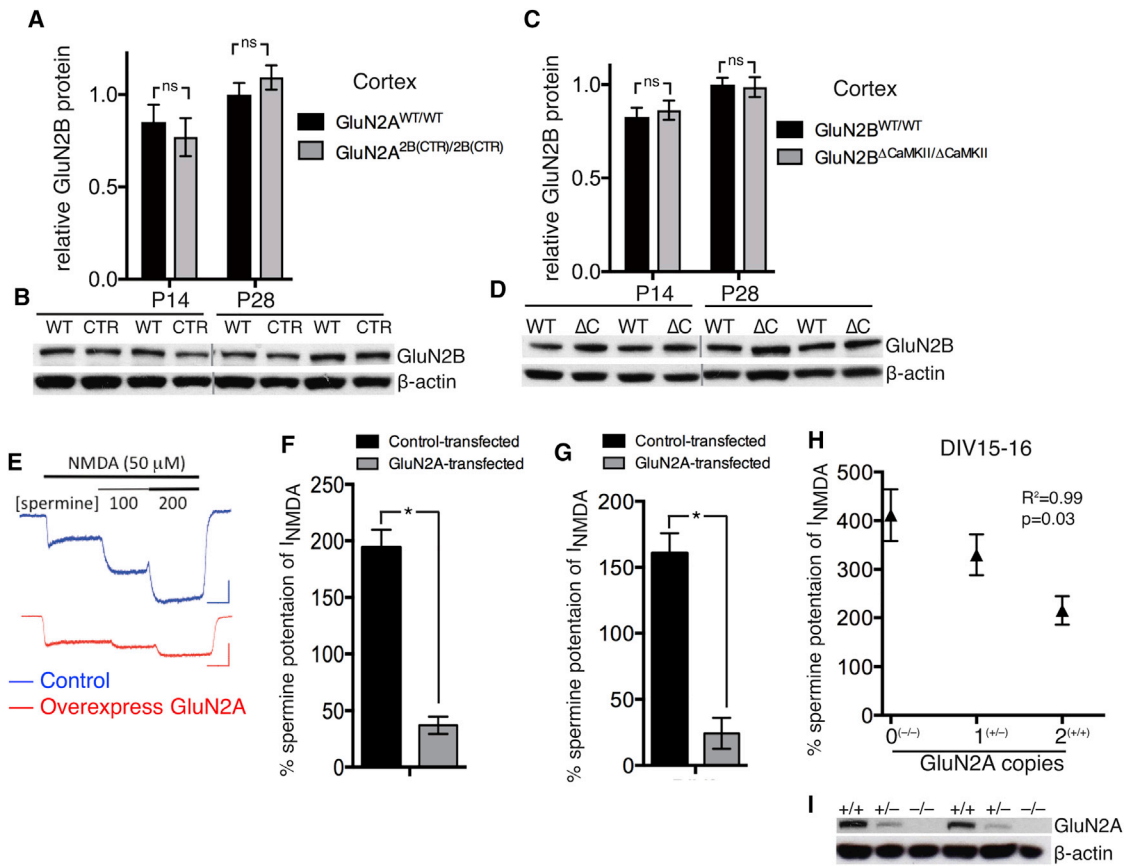 A
relative GluN2B protein
1.0
0.5
0.0
ns
ns
P14
P28
Cortex
GluN2A^WT/WT
GluN2A^2B(CTR)/2B(CTR)
B
WT CTR WT CTR WT CTR WT CTR
GluN2B
β-actin
C
relative GluN2B protein
1.0
0.5
0.0
ns
ns
P14
P28
Cortex
GluN2B^WT/WT
GluN2B^ΔCaMKII/ΔCaMKII
D
WT ΔC WT ΔC WT ΔC WT ΔC
GluN2B
β-actin
E
NMDA (50 μM)
[spermine] 100 200
Control
Overexpress GluN2A
F
Control-transfected
GluN2A-transfected
% spermine potentaion of I_NMDA
250
200
150
100
50
0
*
G
Control-transfected
GluN2A-transfected
% spermine potentaion of I_NMDA
200
150
100
50
0
*
H
DIV15-16
% spermine potentaion of I_NMDA
500
400
300
200
100
0
R²=0.99
p=0.03
0^(–/–) 1^(+/–) 2^(+/+)
GluN2A copies
I
+/+ +/– –/– +/+ +/– –/–
GluN2A
β-actin